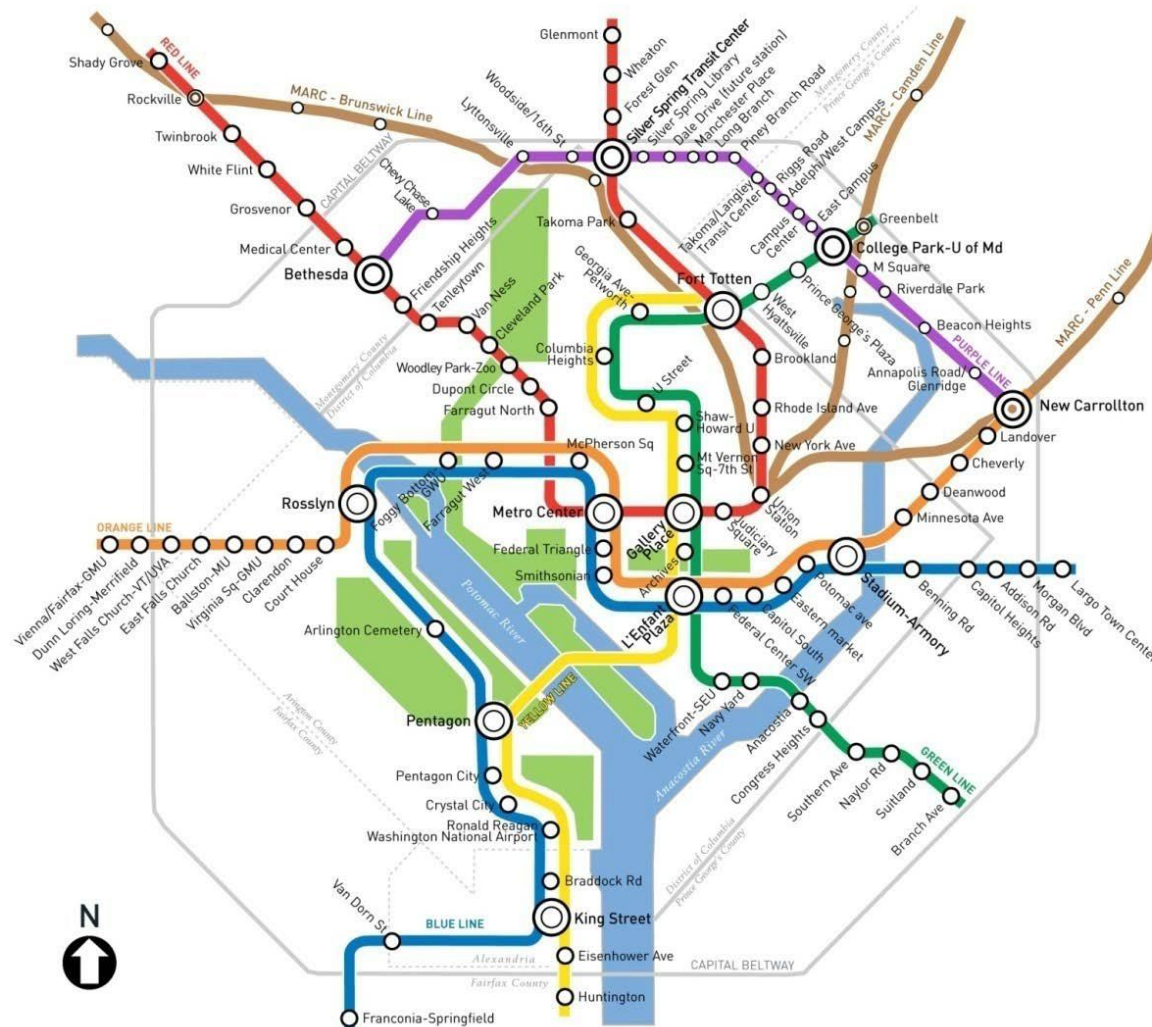 Glenmont
Wheaton
Forest Glen
Silver Spring Transit Center
Silver Spring Library
Dale Drive (future station)
Manchester Place
Long Branch
Piney Branch Road
Montgomery County
Prince George's County
MARC - Camden Line
Shady Grove
RED LINE
Rockville
MARC - Brunswick Line
Twinbrook
White Flint
Grosvenor
Medical Center
Bethesda
CAPITAL BELTWAY
Chevy Chase
Lake
Lyttonsville
Woodside/16th St
Takoma Park
Takoma/Langley
Transit Center
Riggs Road
Adelphi/West Campus
Campus
Center
East Campus
Greenbelt
College Park-U of Md
M Square
Riverdale Park
Beacon Heights
PURPLE LINE
Annapolis Road/
Glenridge
MARC - Penn Line
New Carrollton
Friendship Heights
Tenleytown
Van Ness
Cleveland Park
Woodley Park-Zoo
Dupont Circle
Farragut North
Montgomery County
District of Columbia
Georgia Ave-
Petworth
Fort Totten
West
Hyattsville
Prince George's Plaza
Columbia
Heights
U Street
Shaw-
Howard U
Mt Vernon
Sq-7th St
Brookland
Rhode Island Ave
New York Ave
Union
Station
Judiciary
Square
Gallery
Place
Metro Center
McPherson Sq
Farragut West
Foggy Bottom
GWU
Rosslyn
ORANGE LINE
Vienna/Fairfax-GMU
Dunn Loring-Merrifield
West Falls Church-VT/UVA
East Falls Church
Ballston-MU
Virginia Sq-GMU
Clarendon
Court House
Federal Triangle
Smithsonian
Archives
L'Enfant
Plaza
Federal Center SW
Capitol South
Eastern market
Potomac ave
Stadium-Armory
Landover
Cheverly
Deanwood
Minnesota Ave
Benning Rd
Capitol Heights
Addison Rd
Morgan Blvd
Largo Town Center
Potomac River
Arlington Cemetery
Pentagon
YELLOW LINE
Arlington County
Fairfax County
Pentagon City
Crystal City
Ronald Reagan
Washington National Airport
Waterfront-SEU
Navy Yard
Anacostia River
Anacostia
Congress Heights
Southern Ave
Naylor Rd
Suitland
Branch Ave
GREEN LINE
District of Columbia
Prince George's County
Braddock Rd
King Street
Van Dorn St
BLUE LINE
Eisenhower Ave
Alexandria
Fairfax County
CAPITAL BELTWAY
Huntington
Franconia-Springfield
N